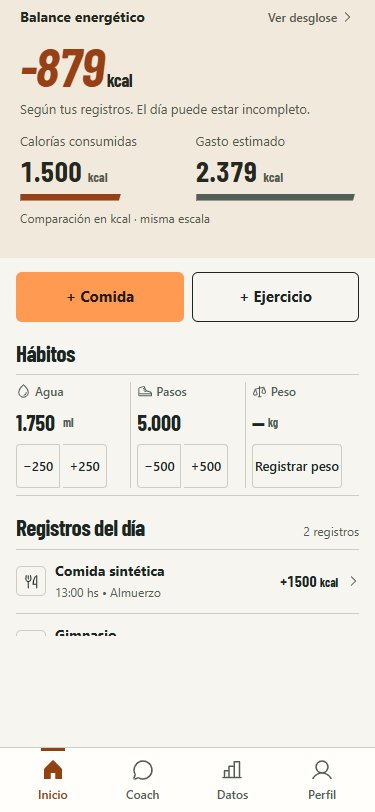 Balance energético
Ver desglose
-879 kcal
Según tus registros. El día puede estar incompleto.
Calorías consumidas
Gasto estimado
1.500 kcal
2.379 kcal
Comparación en kcal · misma escala
+ Comida
+ Ejercicio
Hábitos
Agua
Pasos
Peso
1.750 ml
5.000
— kg
−250
+250
−500
+500
Registrar peso
Registros del día
2 registros
Comida sintética
+1500 kcal
13:00 hs • Almuerzo
Gimnasio
Inicio
Coach
Datos
Perfil